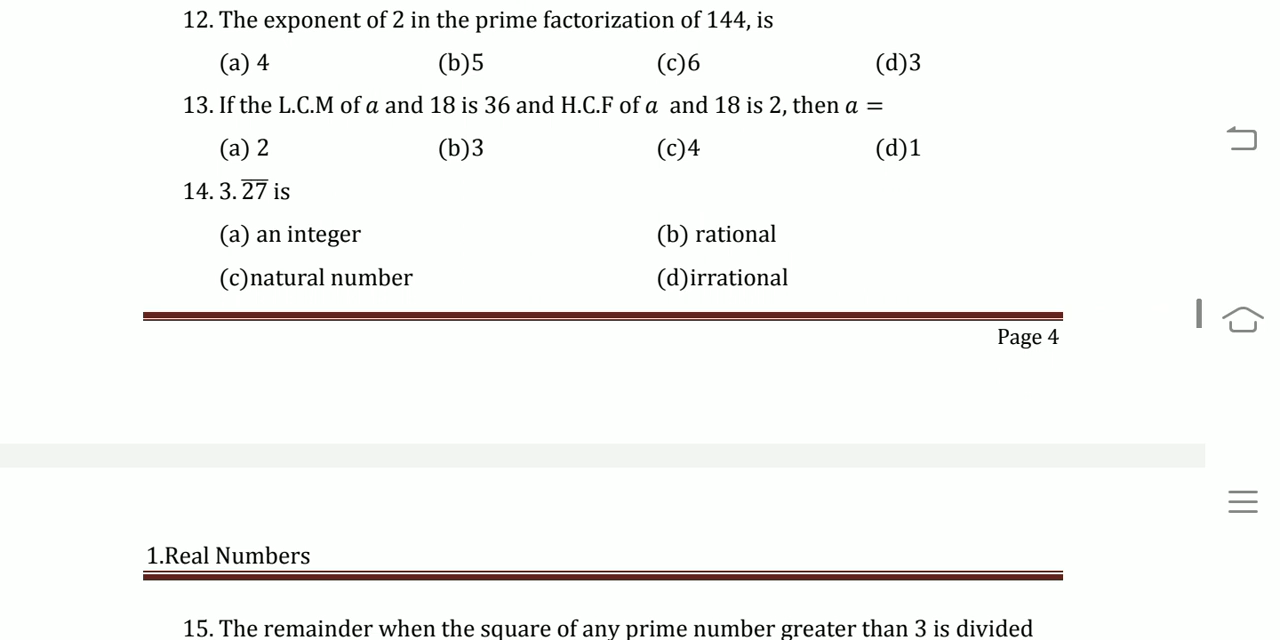 12. The exponent of 2 in the prime factorization of 144, is
(a) 4 (b)5 (c)6 (d)3
13. If the L.C.M of a and 18 is 36 and H.C.F of a and 18 is 2, then a =
(a) 2 (b)3 (c)4 (d)1
14. 3. \overline{27} is
(a) an integer (b) rational
(c)natural number (d)irrational
Page 4
1.Real Numbers
15. The remainder when the square of any prime number greater than 3 is divided